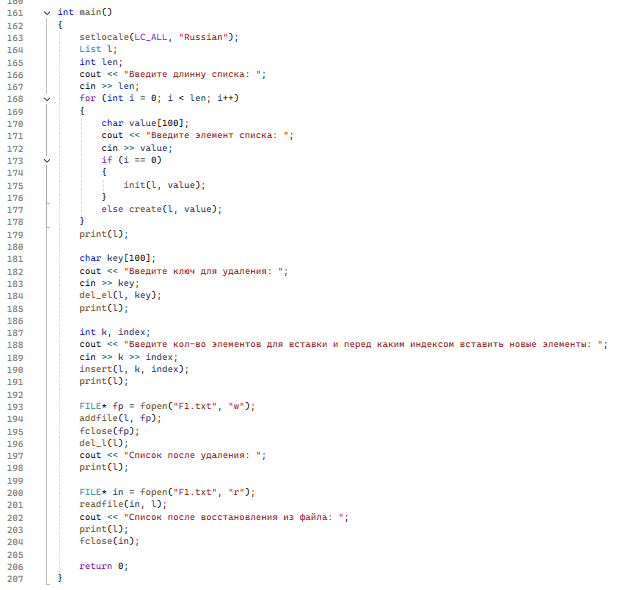 161 int main()
162 {
163 setlocale(LC_ALL, "Russian");
164 List l;
165 int len;
166 cout << "Введите длинну списка: ";
167 cin >> len;
168 for (int i = 0; i < len; i++)
169 {
170 char value[100];
171 cout << "Введите элемент списка: ";
172 cin >> value;
173 if (i == 0)
174 {
175 init(l, value);
176 }
177 else create(l, value);
178 }
179 print(l);
180
181 char key[100];
182 cout << "Введите ключ для удаления: ";
183 cin >> key;
184 del_el(l, key);
185 print(l);
186
187 int k, index;
188 cout << "Введите кол-во элементов для вставки и перед каким индексом вставить новые элементы: ";
189 cin >> k >> index;
190 insert(l, k, index);
191 print(l);
192
193 FILE* fp = fopen("F1.txt", "w");
194 addfile(l, fp);
195 fclose(fp);
196 del_l(l);
197 cout << "Список после удаления: ";
198 print(l);
199
200 FILE* in = fopen("F1.txt", "r");
201 readfile(in, l);
202 cout << "Список после восстановления из файла: ";
203 print(l);
204 fclose(in);
205
206 return 0;
207 }